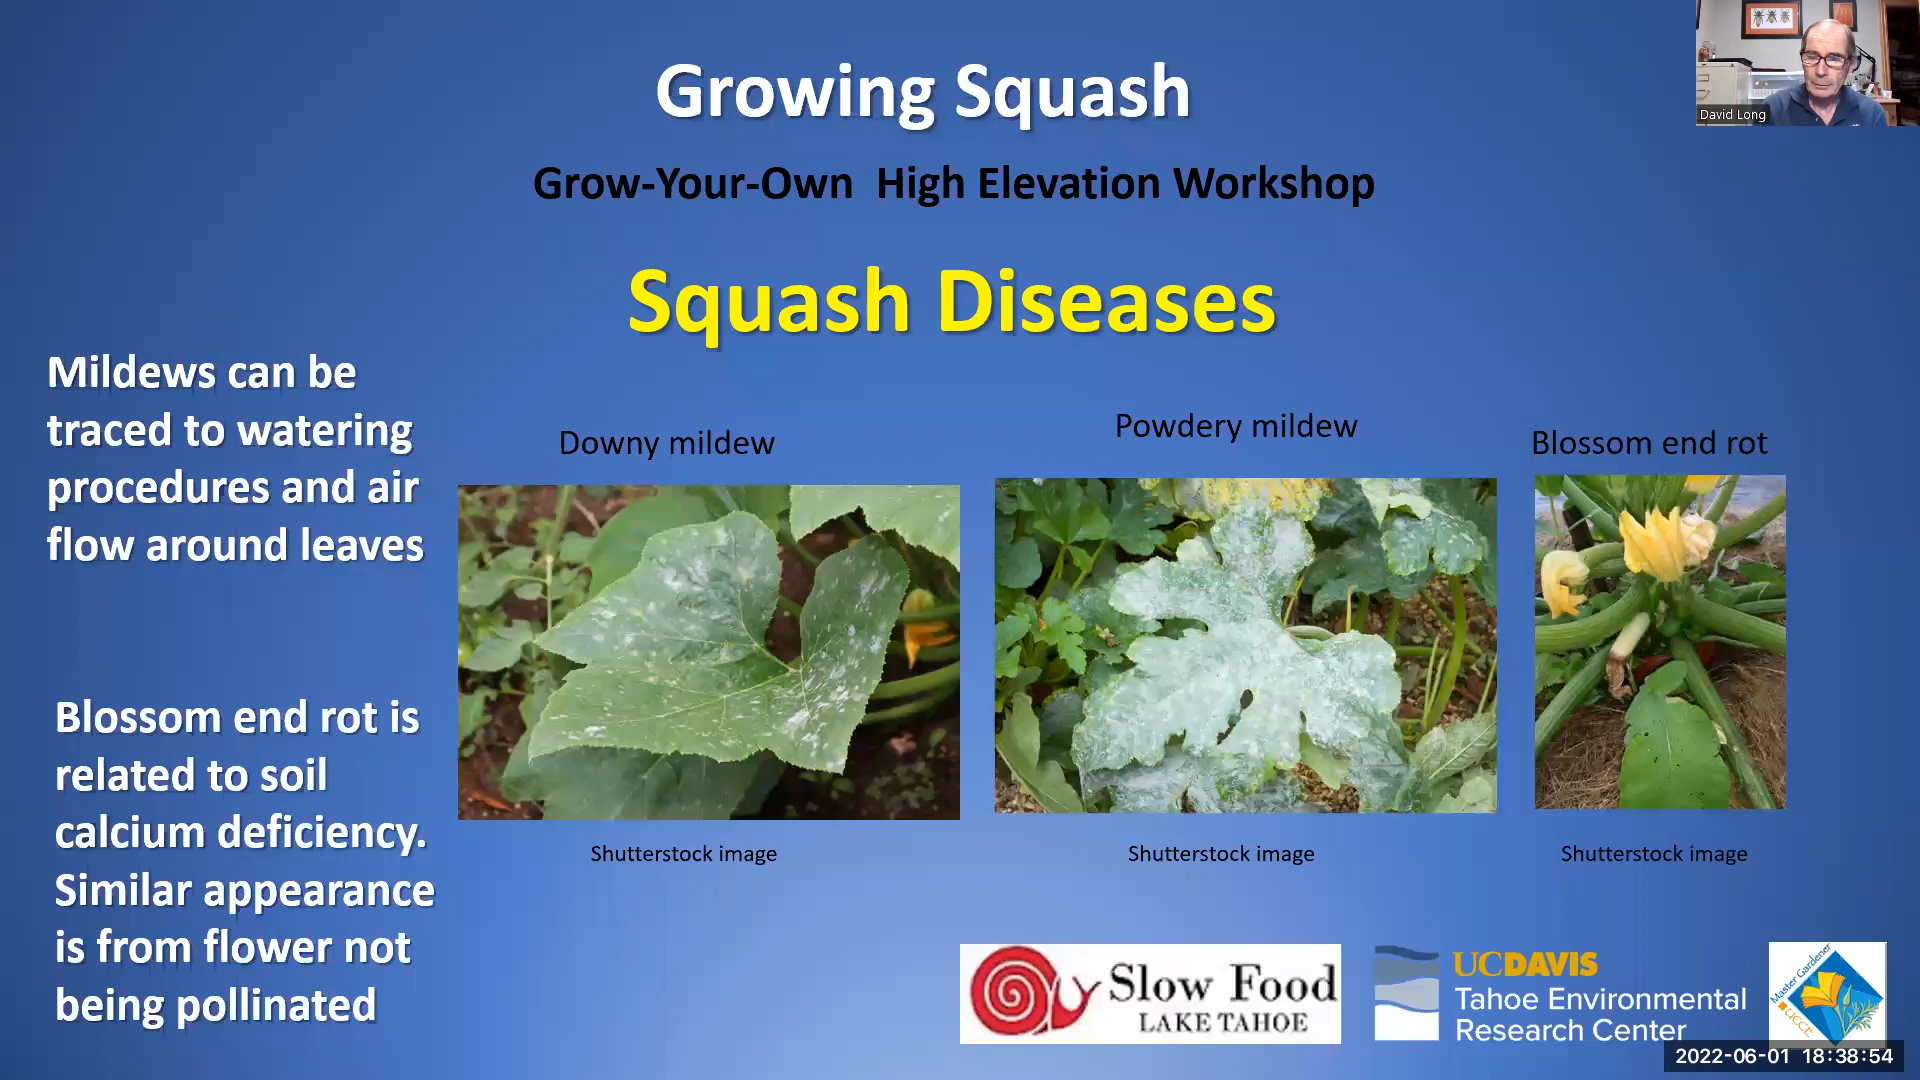 Growing Squash
David Long
Grow-Your-Own  High Elevation Workshop
Squash Diseases
Mildews can be
traced to watering
procedures and air
flow around leaves
Downy mildew
Powdery mildew
Blossom end rot
Blossom end rot is
related to soil
calcium deficiency.
Similar appearance
is from flower not
being pollinated
Shutterstock image
Shutterstock image
Shutterstock image
Slow Food
LAKE TAHOE
UCDAVIS
Tahoe Environmental
Research Center
Master Gardener
UCCE
2022-06-01 18:38:54